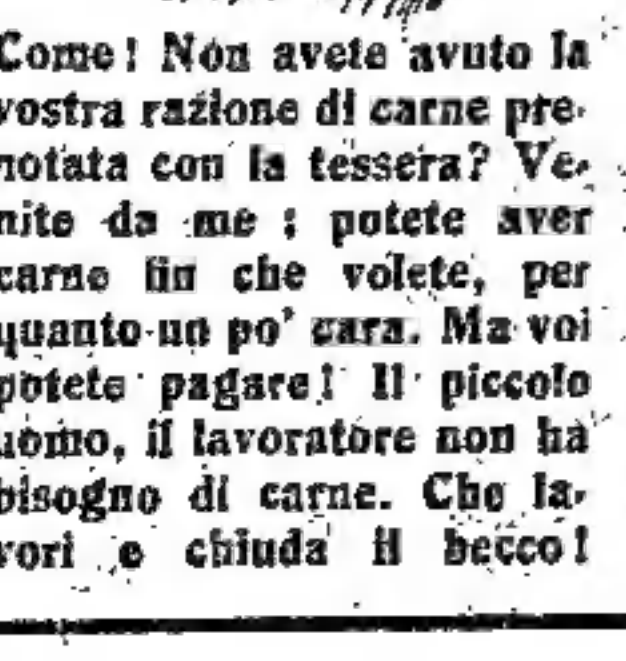 Come! Non avete avuto la
vostra razione di carne pre-
notata con la tessera? Ve-
nite da me : potete aver
carne fin che volete, per
quanto un po' cara. Ma voi
potete pagare! Il piccolo
uomo, il lavoratore non ha
bisogno di carne. Che la-
vori e chiuda il becco!